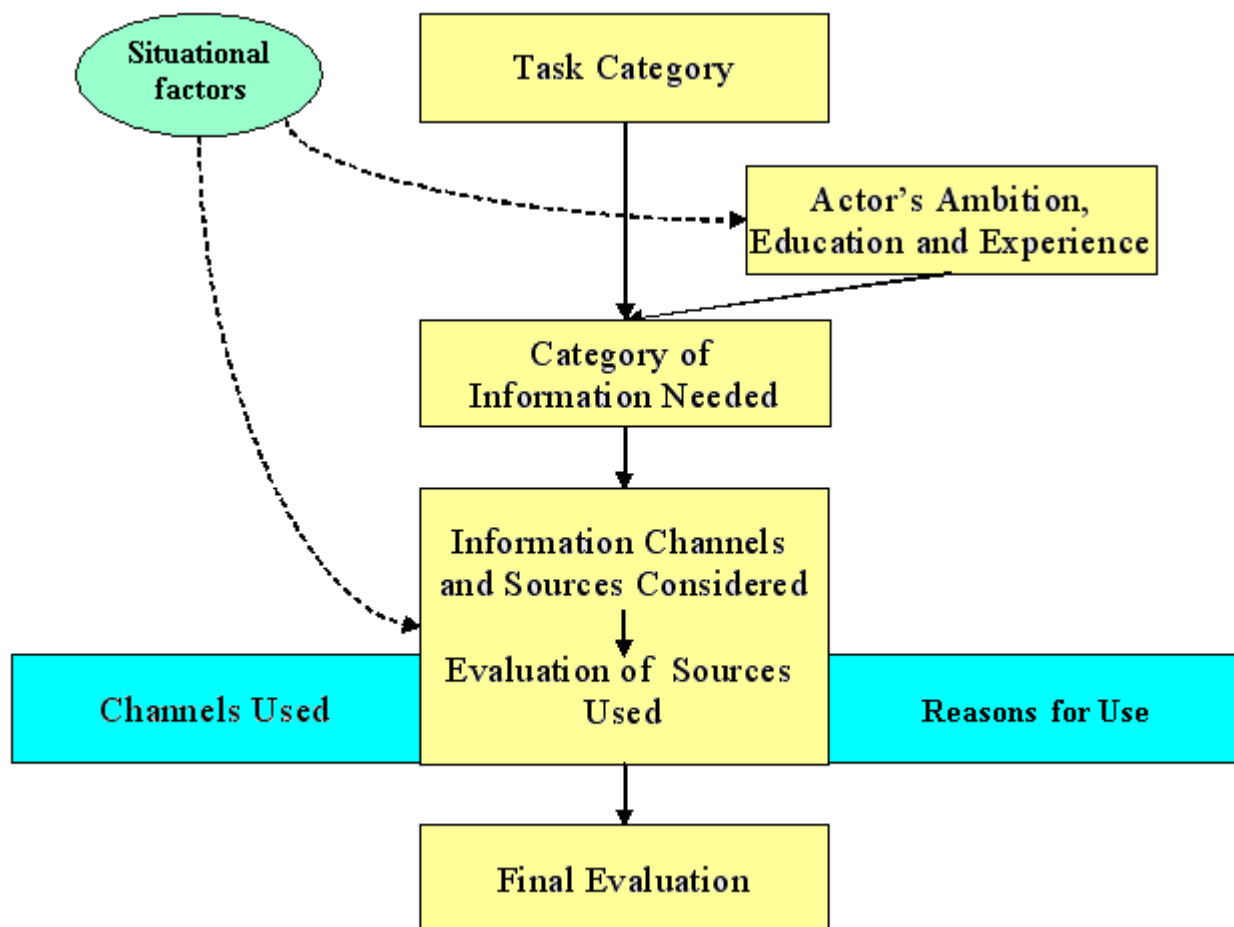 Situational
factors
Task Category
Actor's Ambition,
Education and Experience
Category of
Information Needed
Information Channels
and Sources Considered
Evaluation of Sources
Used
Channels Used
Reasons for Use
Final Evaluation